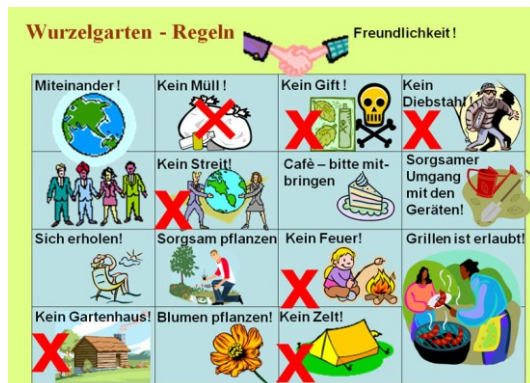 Wurzelgarten - Regeln
Freundlichkeit!
Miteinander!
Kein Müll!
Kein Gift!
Kein
Diebstahl!
Kein Streit!
Cafè – bitte mit-
bringen
Sorgsamer
Umgang
mit den
Geräten!
Sich erholen!
Sorgsam pflanzen
Kein Feuer!
Grillen ist erlaubt!
Kein Gartenhaus!
Blumen pflanzen!
Kein Zelt!